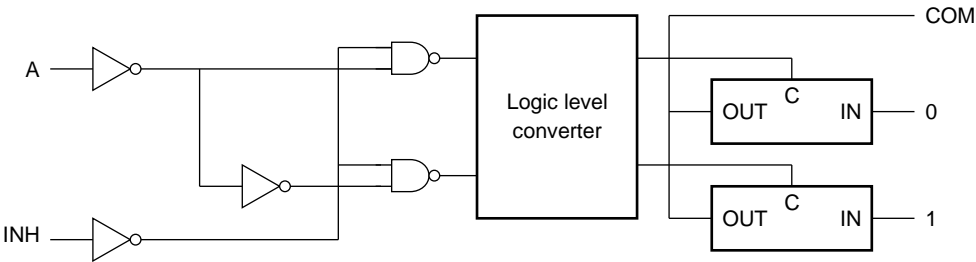 COM
A
C
OUT
IN
0
Logic level
converter
C
OUT
IN
1
INH